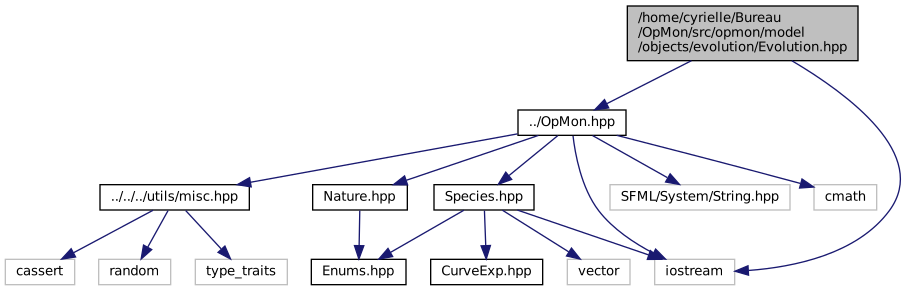 /home/cyrielle/Bureau
/OpMon/src/opmon/model
/objects/evolution/Evolution.hpp
../OpMon.hpp
../../../utils/misc.hpp
Nature.hpp
Species.hpp
SFML/System/String.hpp
cmath
cassert
random
type_traits
Enums.hpp
CurveExp.hpp
vector
iostream